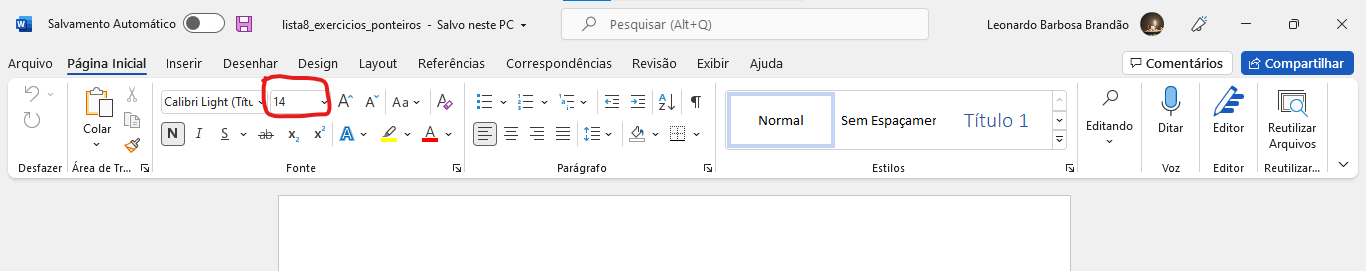 Salvamento Automático
lista8_exercicios_ponteiros - Salvo neste PC
Pesquisar (Alt+Q)
Leonardo Barbosa Brandão
Arquivo Página Inicial Inserir Desenhar Design Layout Referências Correspondências Revisão Exibir Ajuda
Comentários Compartilhar
Calibri Light (Títu 14 Aa A
Colar
N I S ab x₂ x² A A
Normal
Sem Espaçamer
Título 1
Editando
Ditar
Editor
Reutilizar
Arquivos
Desfazer Área de Tr... Fonte Parágrafo Estilos Voz Editor Reutilizar...